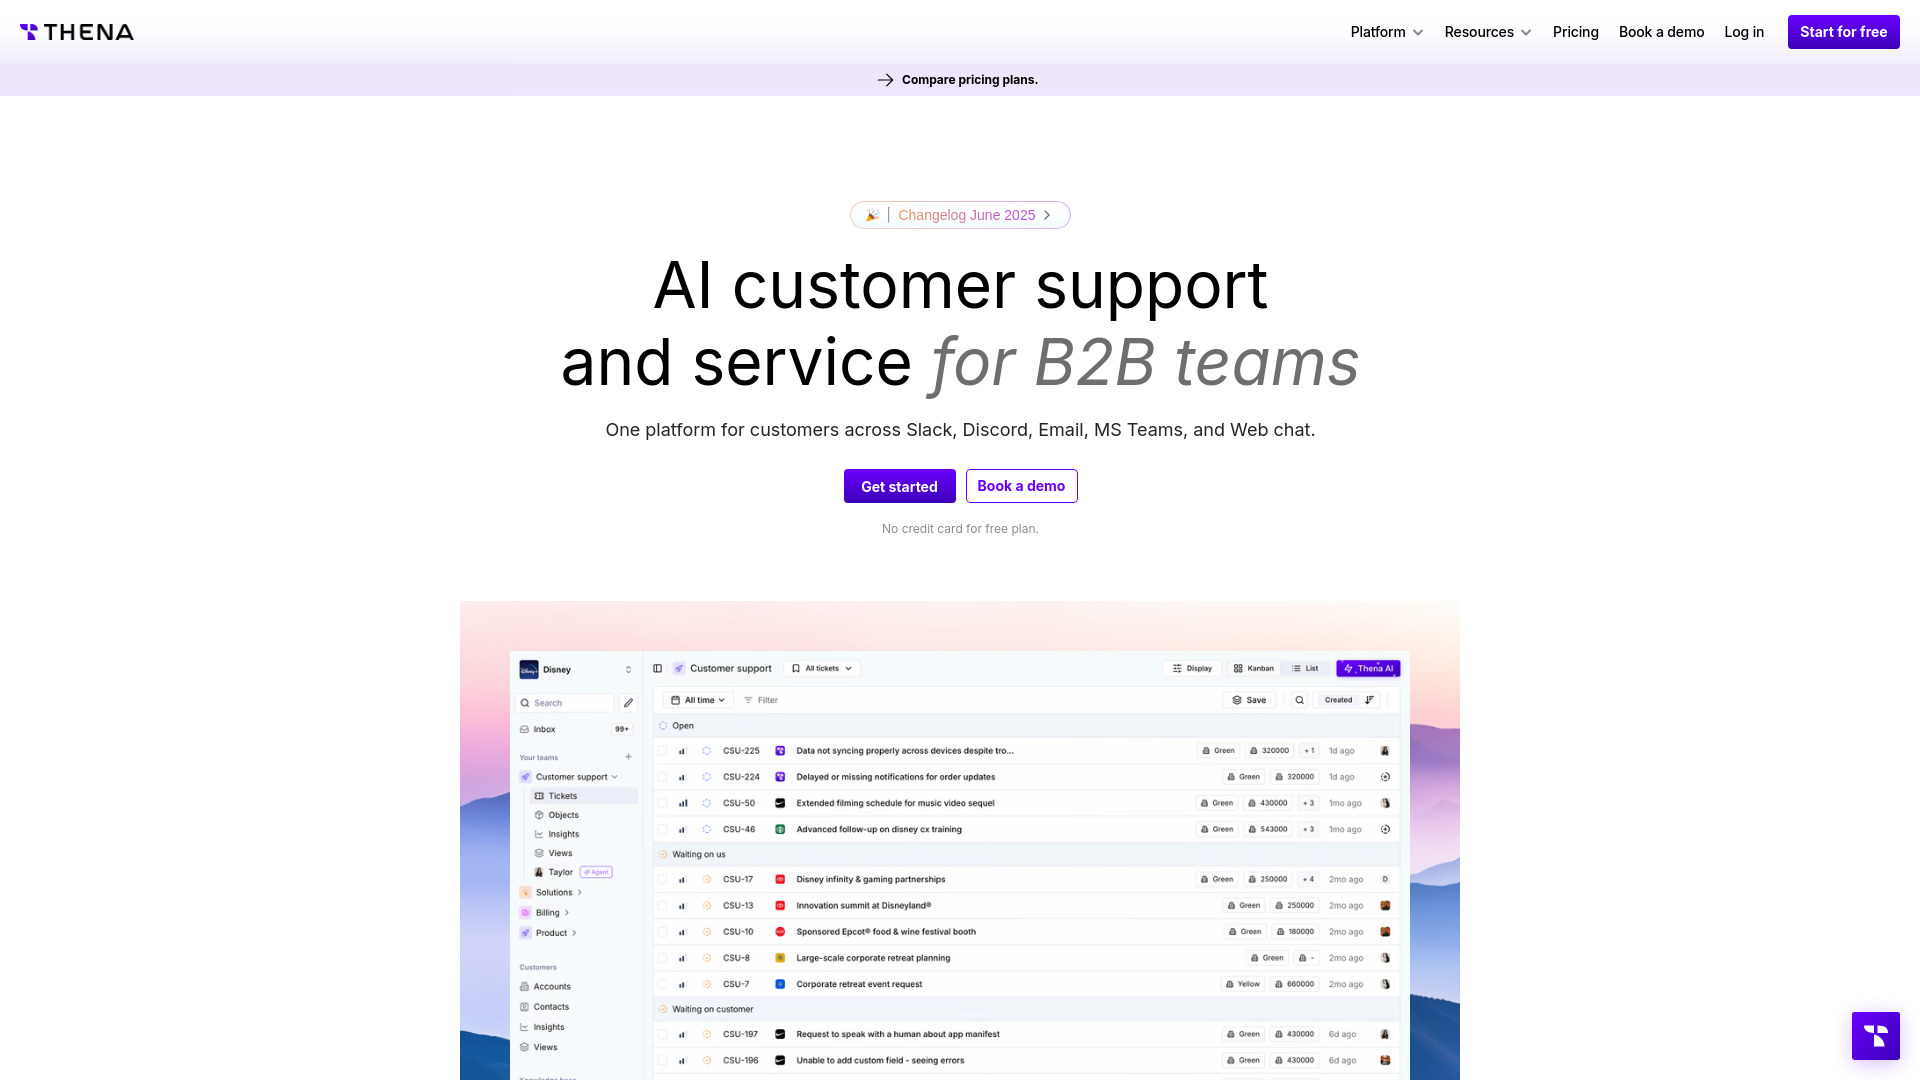 THENA
Platform
Resources
Pricing
Book a demo
Log in
Start for free
Compare pricing plans.
Changelog June 2025
AI customer support
and service for B2B teams
One platform for customers across Slack, Discord, Email, MS Teams, and Web chat.
Get started
Book a demo
No credit card for free plan.
Disney
Search
Inbox 99+
Your teams
Customer support
Tickets
Objects
Insights
Views
Taylor Agent
Solutions
Billing
Product
Customers
Accounts
Contacts
Insights
Views
Knowledge base
Customer support All tickets Display Kanban List Thena AI
All time Filter Save Created
Open
CSU-225 Data not syncing properly across devices despite tro... Green 320000 + 1 1d ago
CSU-224 Delayed or missing notifications for order updates Green 320000 1d ago
CSU-50 Extended filming schedule for music video sequel Green 430000 + 3 1mo ago
CSU-46 Advanced follow-up on disney cx training Green 543000 + 3 1mo ago
Waiting on us
CSU-17 Disney infinity & gaming partnerships Green 250000 + 4 2mo ago D
CSU-13 Innovation summit at Disneyland® Green 250000 2mo ago
CSU-10 Sponsored Epcot® food & wine festival booth Green 180000 2mo ago
CSU-8 Large-scale corporate retreat planning Green - 2mo ago
CSU-7 Corporate retreat event request Yellow 660000 2mo ago
Waiting on customer
CSU-197 Request to speak with a human about app manifest Green 430000 6d ago
CSU-196 Unable to add custom field - seeing errors Green 430000 6d ago